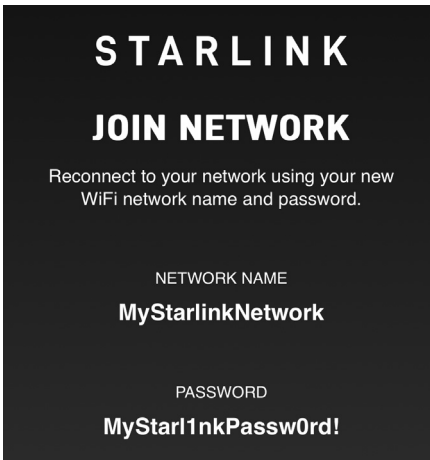 STARLINK
JOIN NETWORK
Reconnect to your network using your new
WiFi network name and password.
NETWORK NAME
MyStarlinkNetwork
PASSWORD
MyStarl1nkPassw0rd!